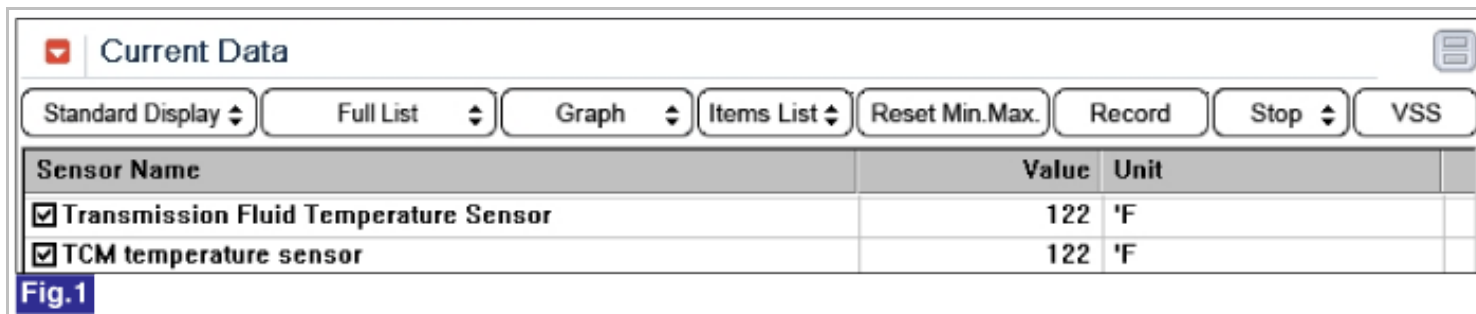 Current Data
Standard Display Full List Graph Items List Reset Min.Max. Record Stop VSS
Sensor Name Value Unit
Transmission Fluid Temperature Sensor 122 'F
TCM temperature sensor 122 'F
Fig.1